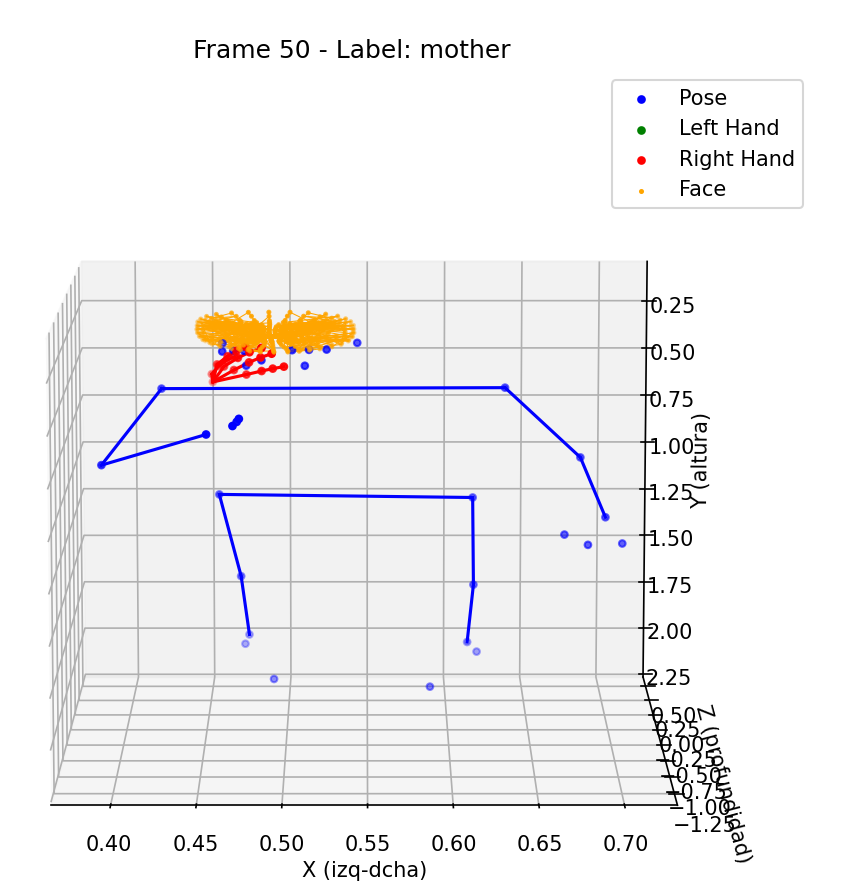 Frame 50 - Label: mother
Pose
Left Hand
Right Hand
Face
0.25
0.50
0.75
1.00
1.25
1.50
1.75
2.00
2.25
Y (altura)
0.50
0.25
0.00
−0.25
−0.50
−0.75
−1.00
−1.25
Z (profundidad)
0.40 0.45 0.50 0.55 0.60 0.65 0.70
X (izq-dcha)